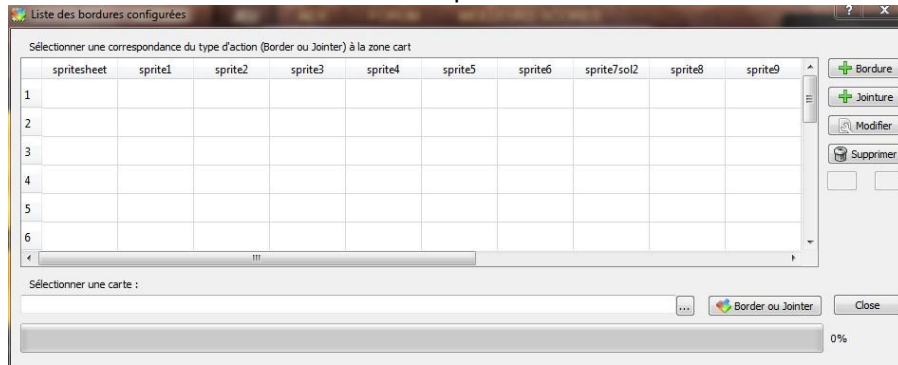 Liste des bordures configurées
? X
Sélectionner une correspondance du type d'action (Border ou Jointer) à la zone cart
spritesheet sprite1 sprite2 sprite3 sprite4 sprite5 sprite6 sprite7sol2 sprite8 sprite9
1
2
3
4
5
6
Bordure
Jointure
Modifier
Supprimer
Sélectionner une carte :
... Border ou Jointer Close
0%